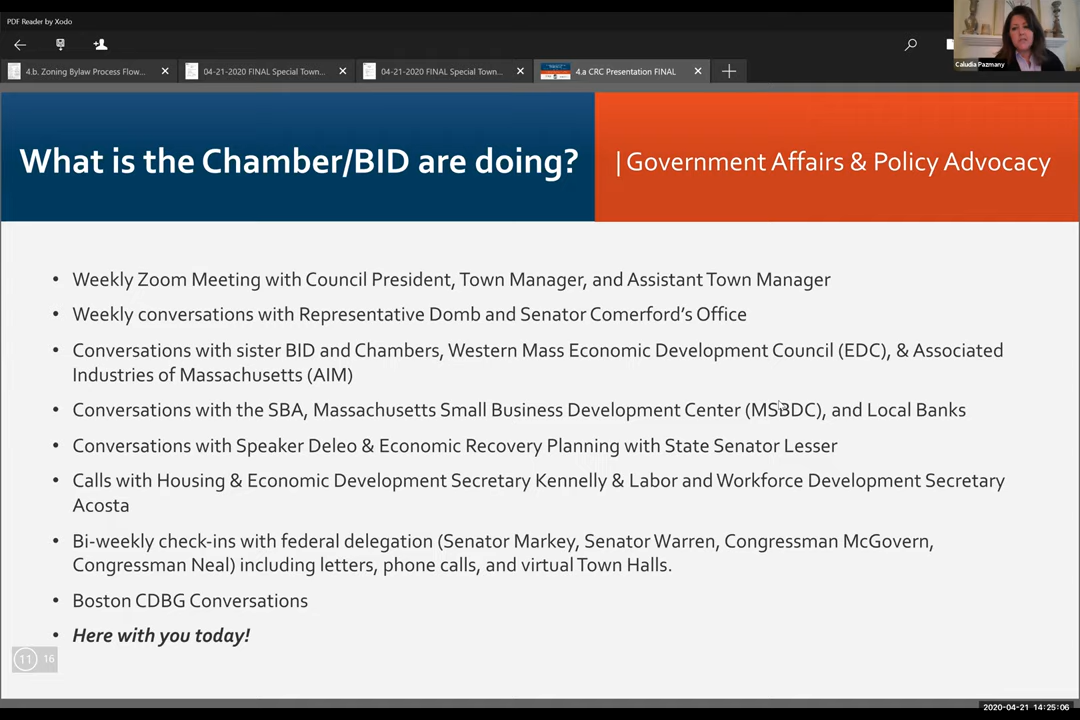 PDF Reader by Xodo
4.b. Zoning Bylaw Process Flow...
04-21-2020 FINAL Special Town...
04-21-2020 FINAL Special Town...
4.a CRC Presentation FINAL
Caludia Pazmany
What is the Chamber/BID are doing?
| Government Affairs & Policy Advocacy
• Weekly Zoom Meeting with Council President, Town Manager, and Assistant Town Manager
• Weekly conversations with Representative Domb and Senator Comerford's Office
• Conversations with sister BID and Chambers, Western Mass Economic Development Council (EDC), & Associated
Industries of Massachusetts (AIM)
• Conversations with the SBA, Massachusetts Small Business Development Center (MSBDC), and Local Banks
• Conversations with Speaker Deleo & Economic Recovery Planning with State Senator Lesser
• Calls with Housing & Economic Development Secretary Kennelly & Labor and Workforce Development Secretary
Acosta
• Bi-weekly check-ins with federal delegation (Senator Markey, Senator Warren, Congressman McGovern,
Congressman Neal) including letters, phone calls, and virtual Town Halls.
• Boston CDBG Conversations
• Here with you today!
11 16
2020-04-21 14:25:06